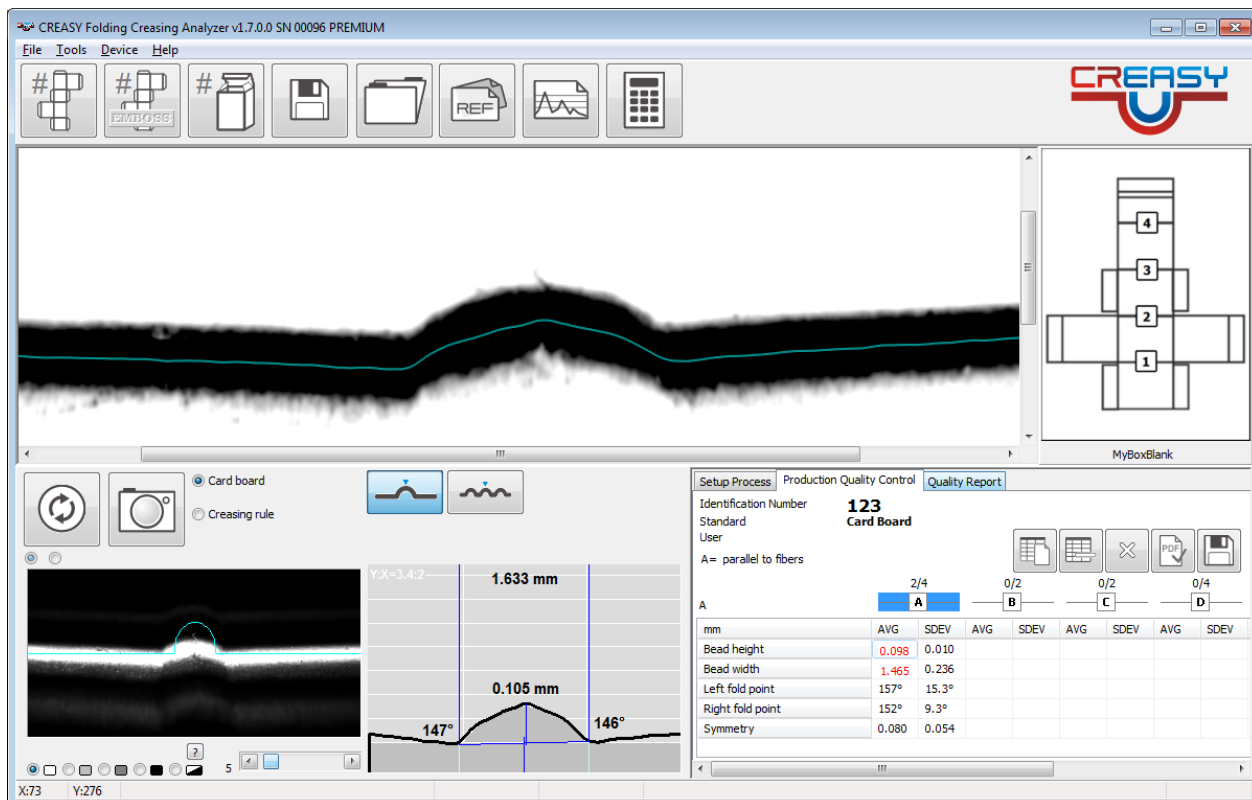 CREASY Folding Creasing Analyzer v1.7.0.0 SN 00096 PREMIUM
File Tools Device Help
# # EMBOSS # REF
CREASY
4
3
2
1
MyBoxBlank
Card board
Creasing rule
Setup Process Production Quality Control Quality Report
Identification Number 123
Standard Card Board
User
A= parallel to fibers
PDF
2/4 0/2 0/2 0/4
A A B C D
mm AVG SDEV AVG SDEV AVG SDEV AVG SDEV
Bead height 0.098 0.010
Bead width 1.465 0.236
Left fold point 157° 15.3°
Right fold point 152° 9.3°
Symmetry 0.080 0.054
Y:X=3.4:2
1.633 mm
0.105 mm
147° 146°
?
5
X:73 Y:276